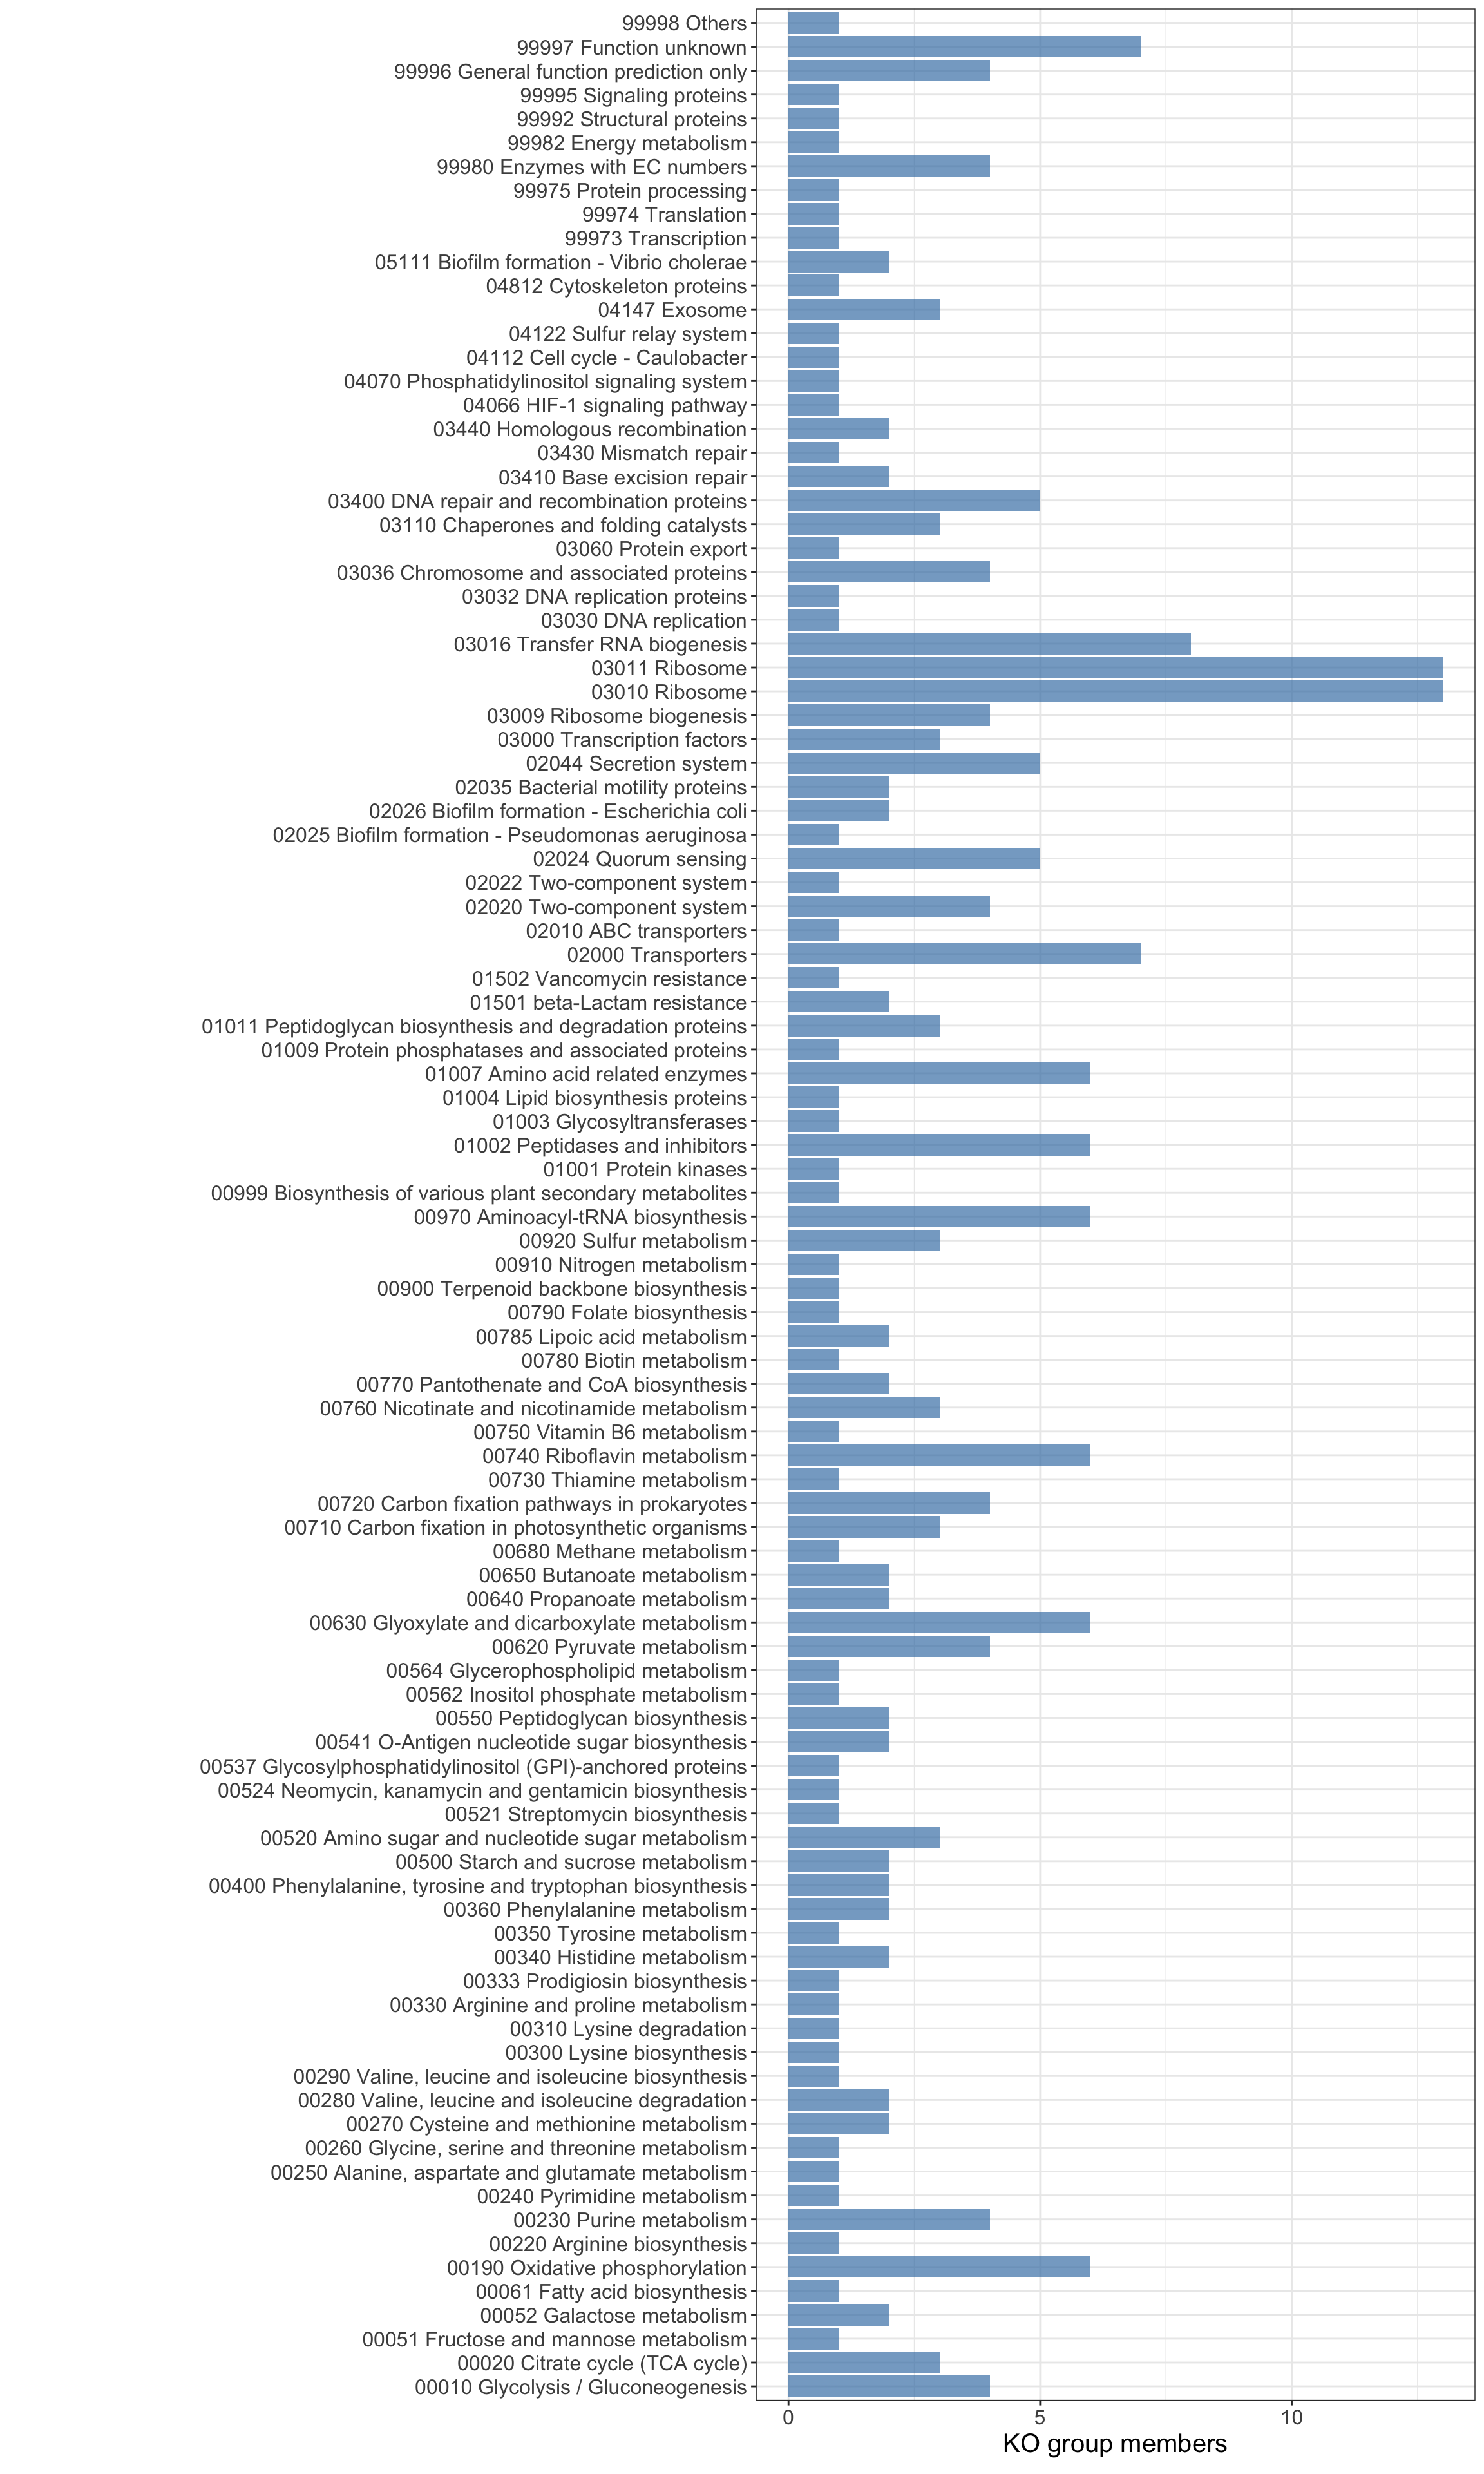 99998 Others
99997 Function unknown
99996 General function prediction only
99995 Signaling proteins
99992 Structural proteins
99982 Energy metabolism
99980 Enzymes with EC numbers
99975 Protein processing
99974 Translation
99973 Transcription
05111 Biofilm formation - Vibrio cholerae
04812 Cytoskeleton proteins
04147 Exosome
04122 Sulfur relay system
04112 Cell cycle - Caulobacter
04070 Phosphatidylinositol signaling system
04066 HIF-1 signaling pathway
03440 Homologous recombination
03430 Mismatch repair
03410 Base excision repair
03400 DNA repair and recombination proteins
03110 Chaperones and folding catalysts
03060 Protein export
03036 Chromosome and associated proteins
03032 DNA replication proteins
03030 DNA replication
03016 Transfer RNA biogenesis
03011 Ribosome
03010 Ribosome
03009 Ribosome biogenesis
03000 Transcription factors
02044 Secretion system
02035 Bacterial motility proteins
02026 Biofilm formation - Escherichia coli
02025 Biofilm formation - Pseudomonas aeruginosa
02024 Quorum sensing
02022 Two-component system
02020 Two-component system
02010 ABC transporters
02000 Transporters
01502 Vancomycin resistance
01501 beta-Lactam resistance
01011 Peptidoglycan biosynthesis and degradation proteins
01009 Protein phosphatases and associated proteins
01007 Amino acid related enzymes
01004 Lipid biosynthesis proteins
01003 Glycosyltransferases
01002 Peptidases and inhibitors
01001 Protein kinases
00999 Biosynthesis of various plant secondary metabolites
00970 Aminoacyl-tRNA biosynthesis
00920 Sulfur metabolism
00910 Nitrogen metabolism
00900 Terpenoid backbone biosynthesis
00790 Folate biosynthesis
00785 Lipoic acid metabolism
00780 Biotin metabolism
00770 Pantothenate and CoA biosynthesis
00760 Nicotinate and nicotinamide metabolism
00750 Vitamin B6 metabolism
00740 Riboflavin metabolism
00730 Thiamine metabolism
00720 Carbon fixation pathways in prokaryotes
00710 Carbon fixation in photosynthetic organisms
00680 Methane metabolism
00650 Butanoate metabolism
00640 Propanoate metabolism
00630 Glyoxylate and dicarboxylate metabolism
00620 Pyruvate metabolism
00564 Glycerophospholipid metabolism
00562 Inositol phosphate metabolism
00550 Peptidoglycan biosynthesis
00541 O-Antigen nucleotide sugar biosynthesis
00537 Glycosylphosphatidylinositol (GPI)-anchored proteins
00524 Neomycin, kanamycin and gentamicin biosynthesis
00521 Streptomycin biosynthesis
00520 Amino sugar and nucleotide sugar metabolism
00500 Starch and sucrose metabolism
00400 Phenylalanine, tyrosine and tryptophan biosynthesis
00360 Phenylalanine metabolism
00350 Tyrosine metabolism
00340 Histidine metabolism
00333 Prodigiosin biosynthesis
00330 Arginine and proline metabolism
00310 Lysine degradation
00300 Lysine biosynthesis
00290 Valine, leucine and isoleucine biosynthesis
00280 Valine, leucine and isoleucine degradation
00270 Cysteine and methionine metabolism
00260 Glycine, serine and threonine metabolism
00250 Alanine, aspartate and glutamate metabolism
00240 Pyrimidine metabolism
00230 Purine metabolism
00220 Arginine biosynthesis
00190 Oxidative phosphorylation
00061 Fatty acid biosynthesis
00052 Galactose metabolism
00051 Fructose and mannose metabolism
00020 Citrate cycle (TCA cycle)
00010 Glycolysis / Gluconeogenesis
0 5 10
KO group members